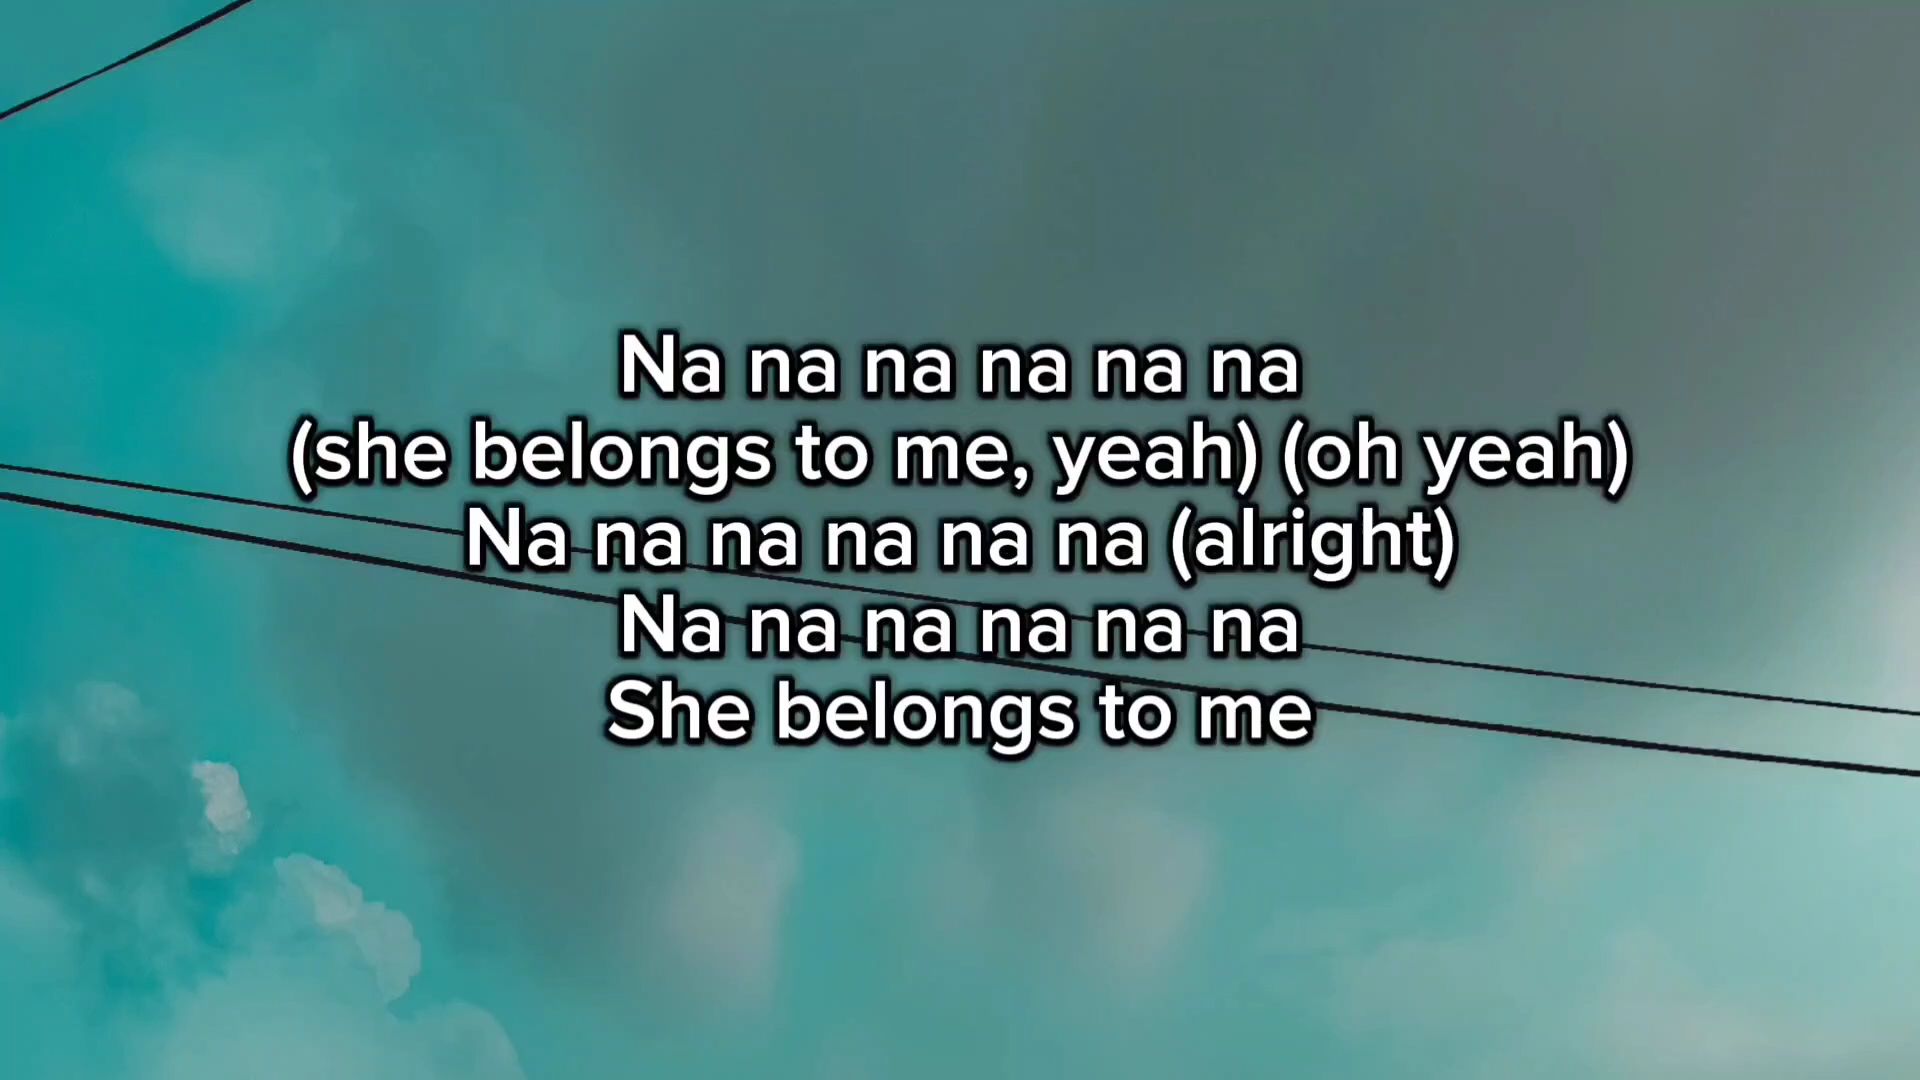 Na na na na na na
(she belongs to me, yeah) (oh yeah)
Na na na na na na (alright)
Na na na na na na
She belongs to me